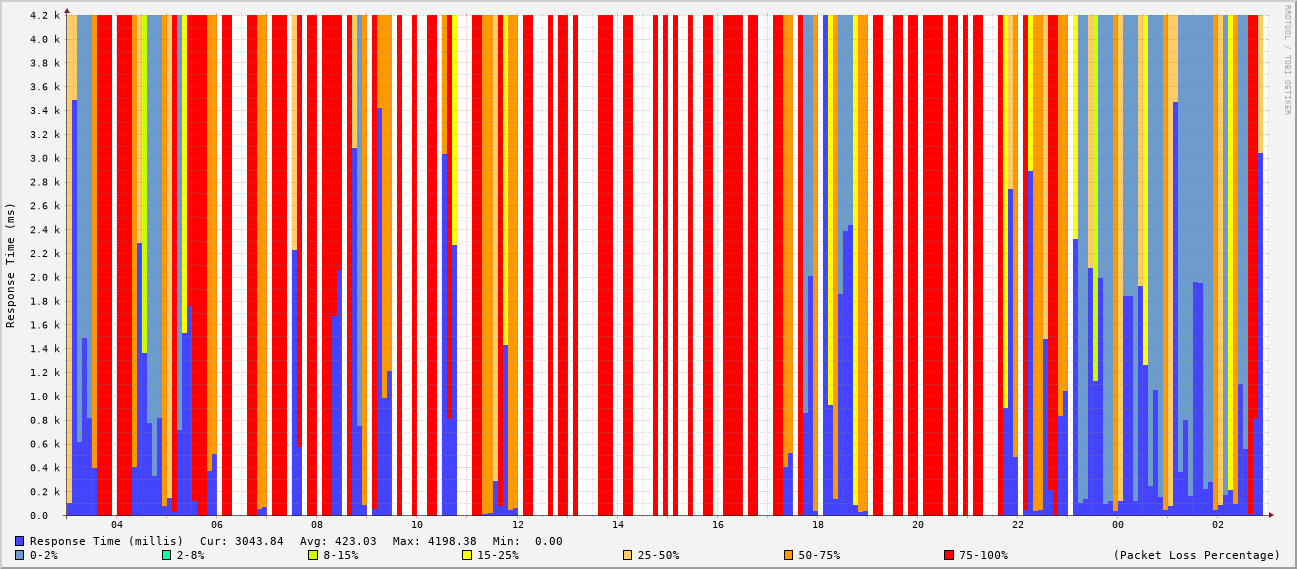 RRDTOOL / TOBI OETIKER
Response Time (ms)
4.2 k
4.0 k
3.8 k
3.6 k
3.4 k
3.2 k
3.0 k
2.8 k
2.6 k
2.4 k
2.2 k
2.0 k
1.8 k
1.6 k
1.4 k
1.2 k
1.0 k
0.8 k
0.6 k
0.4 k
0.2 k
0.0
04 06 08 10 12 14 16 18 20 22 00 02
Response Time (millis) Cur: 3043.84 Avg: 423.03 Max: 4198.38 Min: 0.00
0-2% 2-8% 8-15% 15-25% 25-50% 50-75% 75-100% (Packet Loss Percentage)